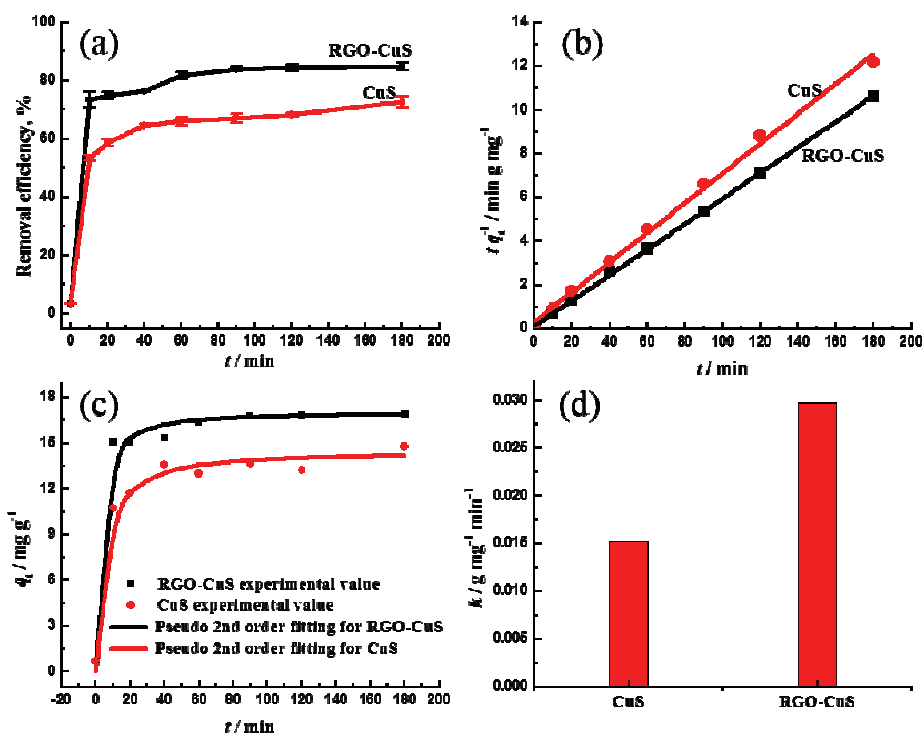 (a)
RGO-CuS
CuS
Removal efficiency, %
100
80
60
40
20
0
0 20 40 60 80 100 120 140 160 180 200
t / min
(b)
CuS
RGO-CuS
t qt-1 / min g mg-1
14
12
10
8
6
4
2
0
0 20 40 60 80 100 120 140 160 180 200
t / min
(c)
qt / mg g-1
18
15
12
9
6
3
0
RGO-CuS experimental value
CuS experimental value
Pseudo 2nd order fitting for RGO-CuS
Pseudo 2nd order fitting for CuS
-20 0 20 40 60 80 100 120 140 160 180 200
t / min
(d)
k / g mg-1 min-1
0.030
0.025
0.020
0.015
0.010
0.005
0.000
CuS RGO-CuS